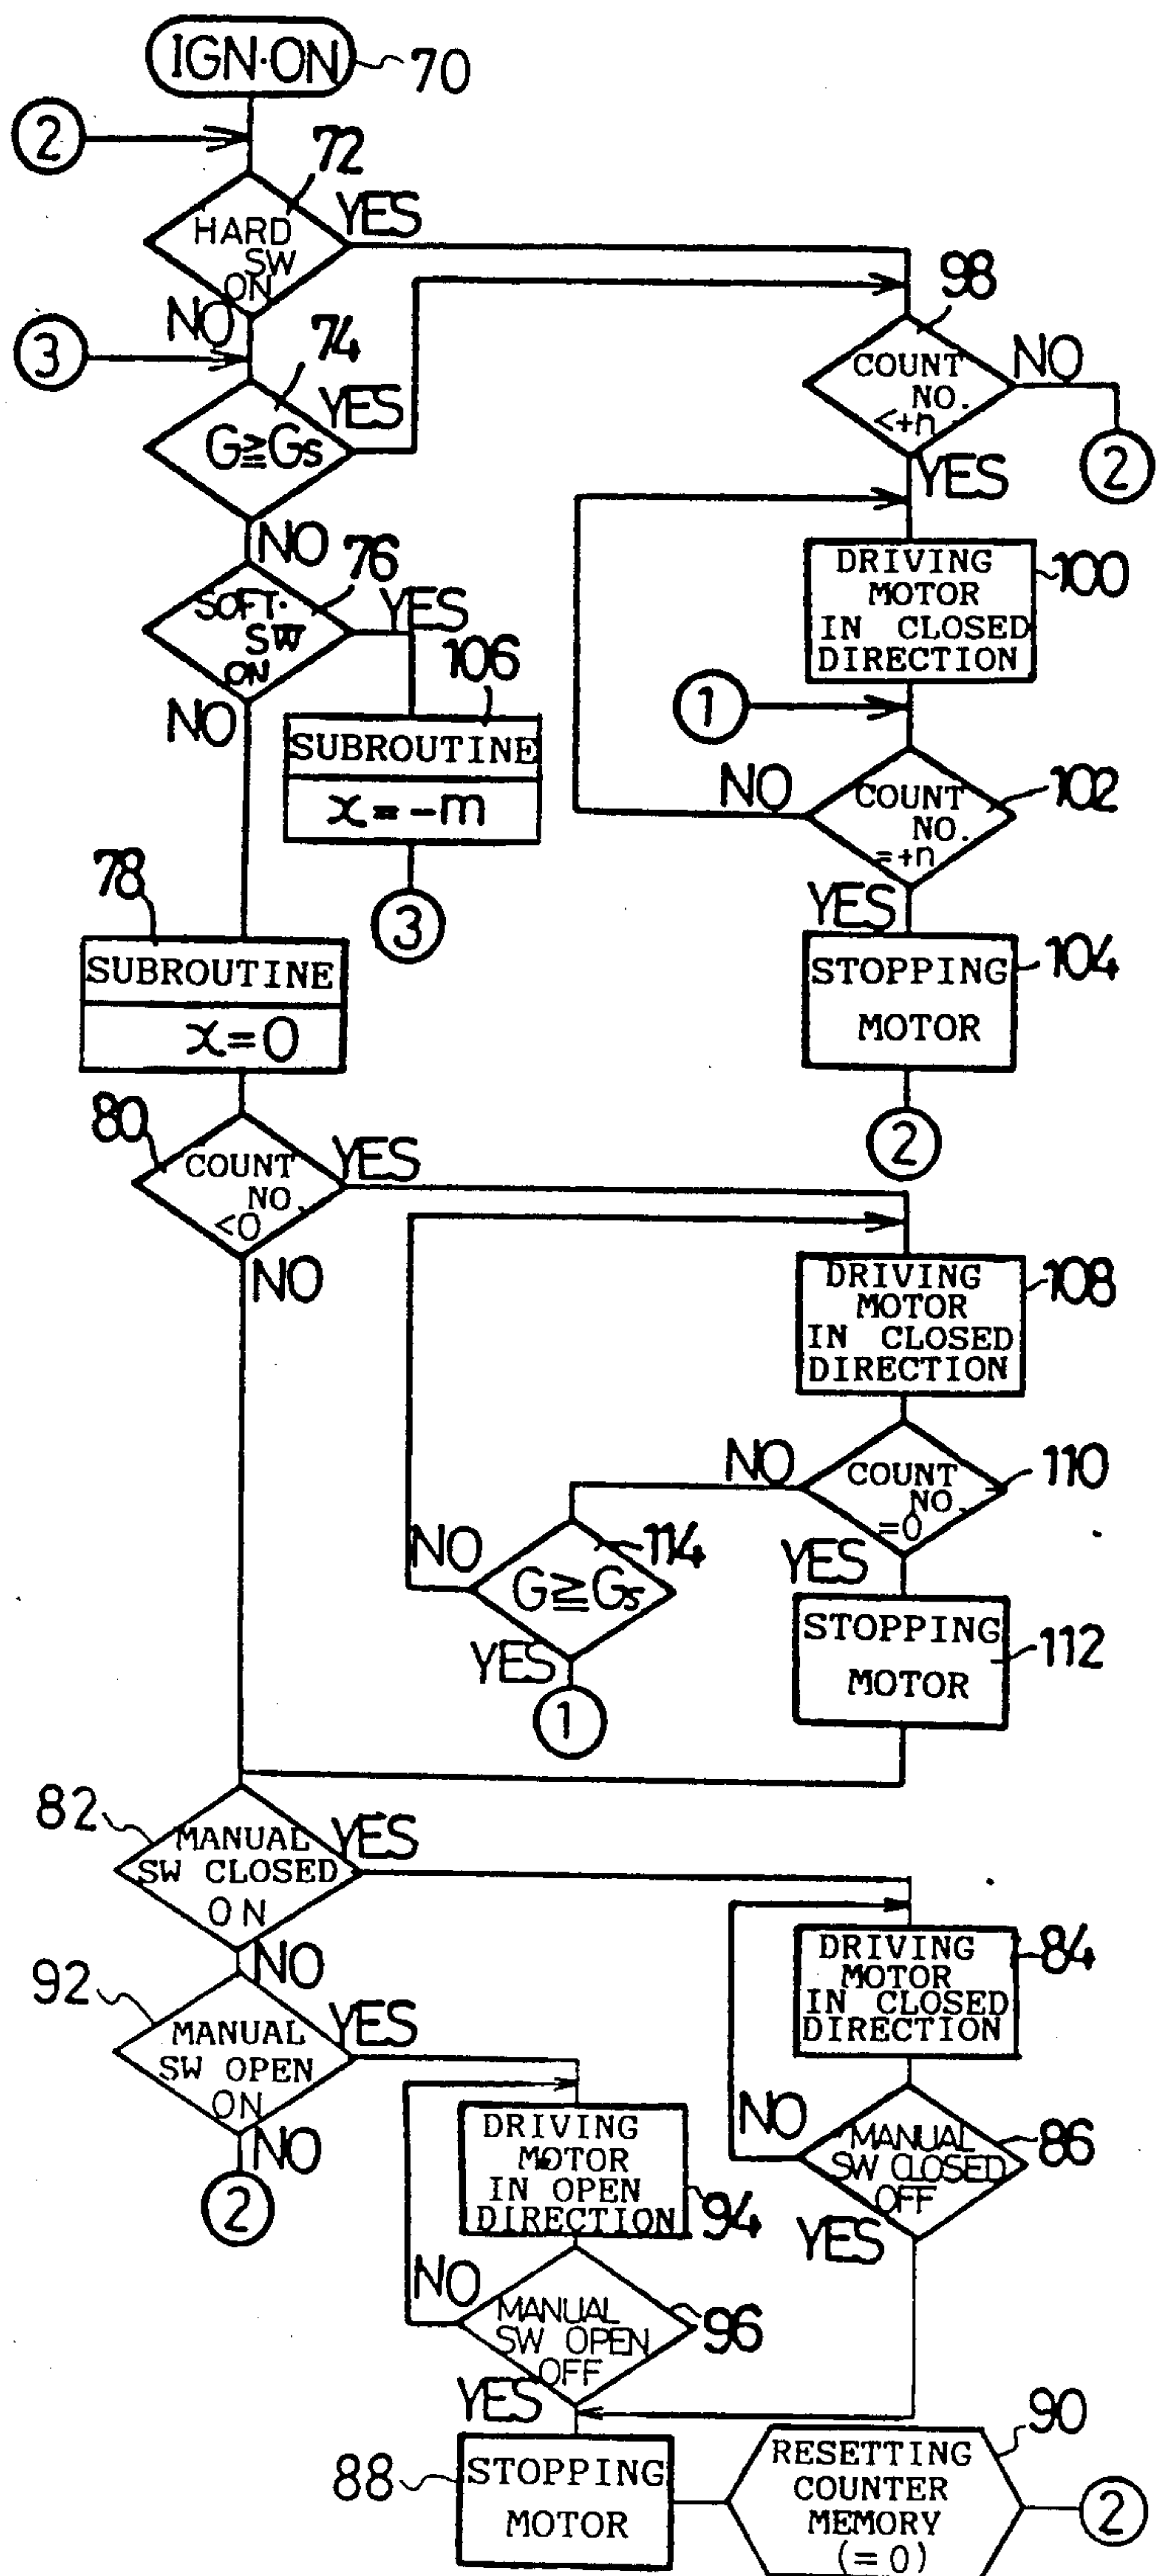 IGN·ON
70
2
72
HARD
SW
ON
YES
NO
3
74
G≧Gs
YES
NO
98
COUNT
NO.
<+n
NO
2
YES
76
SOFT·
SW
ON
YES
NO
106
SUBROUTINE
x=-m
3
DRIVING
MOTOR
IN CLOSED
DIRECTION
100
1
COUNT
NO.
=+n
102
NO
YES
STOPPING
MOTOR
104
2
78
SUBROUTINE
x=0
80
COUNT
NO.
<0
YES
NO
DRIVING
MOTOR
IN CLOSED
DIRECTION
108
COUNT
NO.
=0
110
NO
YES
114
G≧Gs
NO
YES
1
STOPPING
MOTOR
112
82
MANUAL
SW CLOSED
ON
YES
NO
DRIVING
MOTOR
IN CLOSED
DIRECTION
84
MANUAL
SW CLOSED
OFF
86
NO
YES
92
MANUAL
SW OPEN
ON
YES
NO
2
DRIVING
MOTOR
IN OPEN
DIRECTION
94
MANUAL
SW OPEN
OFF
96
NO
YES
88
STOPPING
MOTOR
RESETTING
COUNTER
MEMORY
(=0)
90
2